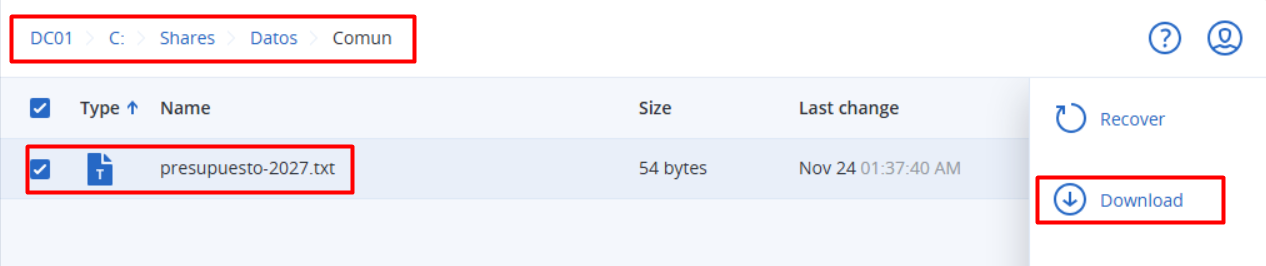 DC01 > C: > Shares > Datos > Comun
Type ↑ Name Size Last change
Recover
T presupuesto-2027.txt 54 bytes Nov 24 01:37:40 AM
Download